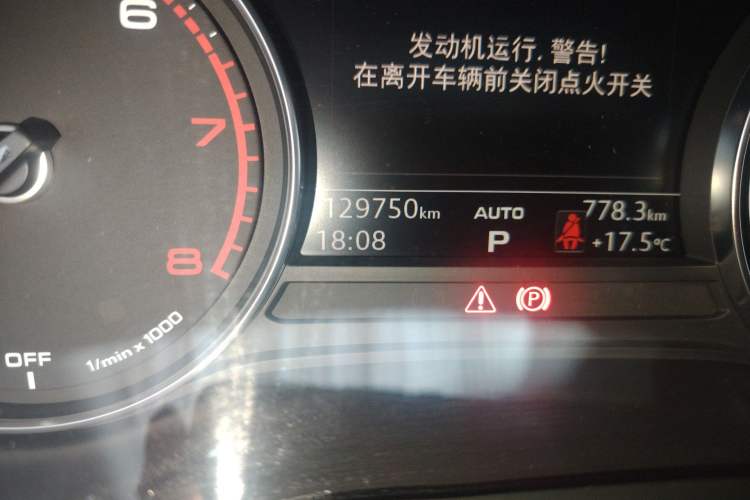 6
发动机运行. 警告!
在离开车辆前关闭点火开关
7
129750km AUTO 778.3km
18:08 P +17.5°C
8
(P)
1/min x 1000
OFF